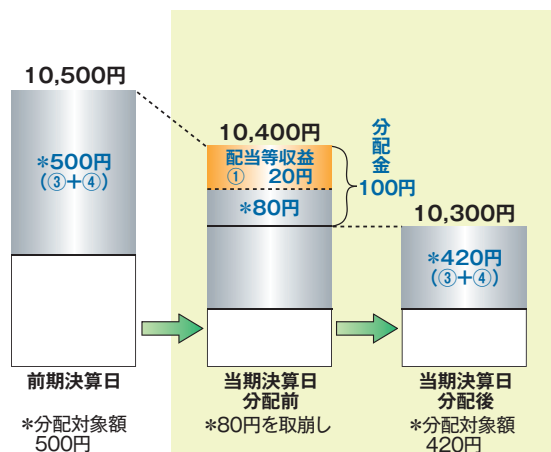 10,500円
*500円
(③+④)
前期決算日
*分配対象額
500円
10,400円
配当等収益
① 20円
*80円
分配金
100円
当期決算日
分配前
*80円を取崩し
10,300円
*420円
(③+④)
当期決算日
分配後
*分配対象額
420円